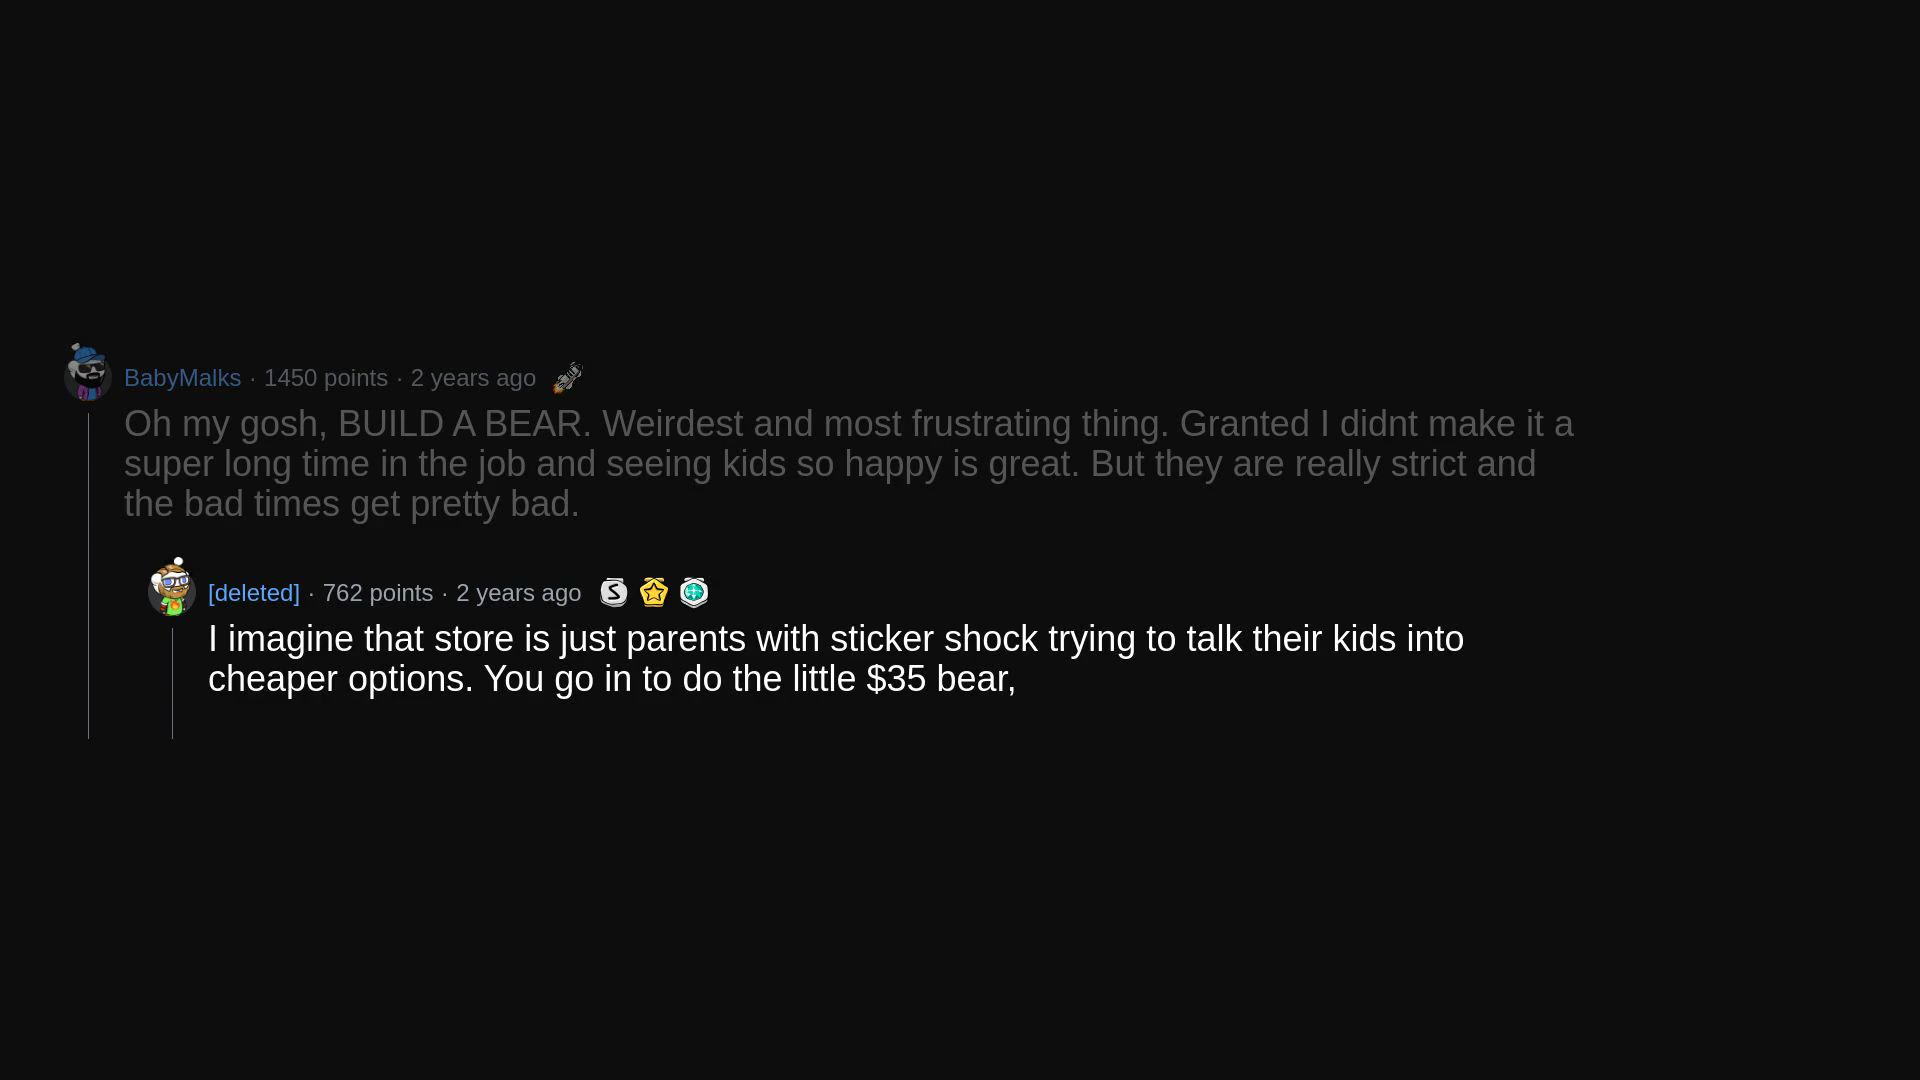 BabyMalks · 1450 points · 2 years ago
Oh my gosh, BUILD A BEAR. Weirdest and most frustrating thing. Granted I didnt make it a
super long time in the job and seeing kids so happy is great. But they are really strict and
the bad times get pretty bad.
[deleted] · 762 points · 2 years ago
I imagine that store is just parents with sticker shock trying to talk their kids into
cheaper options. You go in to do the little $35 bear,